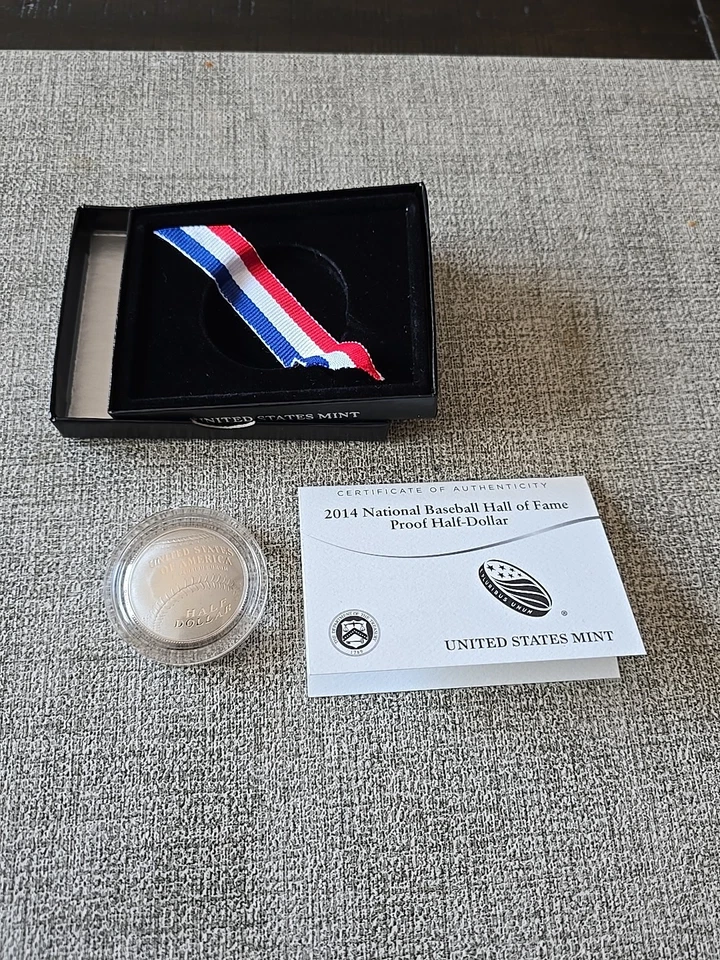 UNITED STATES MINT
CERTIFICATE OF AUTHENTICITY
2014 National Baseball Hall of Fame
Proof Half-Dollar
PLURIBUS UNUM
®
1789
UNITED STATES MINT
UNITED STATES
OF AMERICA
HALF
DOLLAR